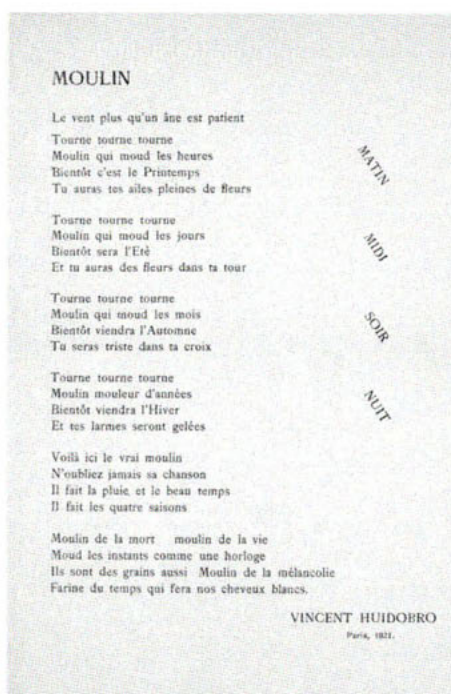 MOULIN
Le vent plus qu'un âne est patient
Tourne tourne tourne
Moulin qui moud les heures
Bientôt c'est le Printemps
Tu auras tes ailes pleines de fleurs
MATIN
Tourne tourne tourne
Moulin qui moud les jours
Bientôt sera l'Eté
Et tu auras des fleurs dans ta tour
MIDI
Tourne tourne tourne
Moulin qui moud les mois
Bientôt viendra l'Automne
Tu seras triste dans ta croix
SOIR
Tourne tourne tourne
Moulin mouleur d'années
Bientôt viendra l'Hiver
Et tes larmes seront gelées
NUIT
Voilà ici le vrai moulin
N'oubliez jamais sa chanson
Il fait la pluie et le beau temps
Il fait les quatre saisons
Moulin de la mort moulin de la vie
Moud les instants comme une horloge
Ils sont des grains aussi Moulin de la mélancolie
Farine du temps qui fera nos cheveux blancs.
VINCENT HUIDOBRO
Paris, 1921.